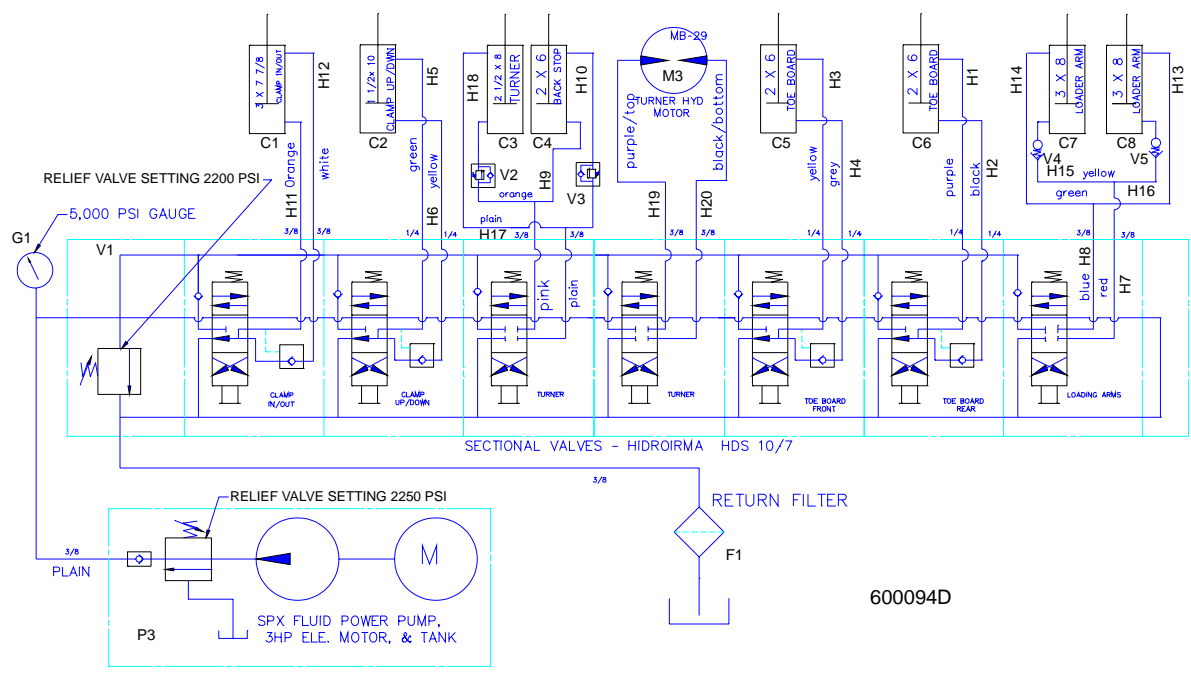 3 X 7 7/8
CLAMP IN/OUT
C1
H12
1 1/2x 10
CLAMP UP/DWN
C2
H5
H18
2 1/2 X 8
TURNER
C3
2 X 6
BACK STOP
C4
H10
MB-29
M3
TURNER HYD
MOTOR
purple/top
black/bottom
2 X 6
TOE BOARD
C5
H3
2 X 6
TOE BOARD
C6
H1
H14
3 X 8
LOADER ARM
C7
3 X 8
LOADER ARM
C8
H13
RELIEF VALVE SETTING 2200 PSI
Orange
white
H11
green
yellow
H6
V2
orange
H9
V3
plain
H17
H19
H20
yellow
grey
H4
purple
black
H2
V4
V5
H15
yellow
green
H16
5,000 PSI GAUGE
G1
V1
3/8
3/8
1/4
1/4
3/8
3/8
3/8
3/8
1/4
1/4
1/4
1/4
3/8
3/8
pink
plain
blue
H8
red
H7
CLAMP
IN/OUT
CLAMP
UP/DOWN
TURNER
TURNER
TOE BOARD
FRONT
TOE BOARD
REAR
LOADING ARMS
SECTIONAL VALVES - HIDROIRMA HDS 10/7
3/8
RELIEF VALVE SETTING 2250 PSI
RETURN FILTER
F1
3/8
PLAIN
M
P3
SPX FLUID POWER PUMP,
3HP ELE. MOTOR, & TANK
600094D